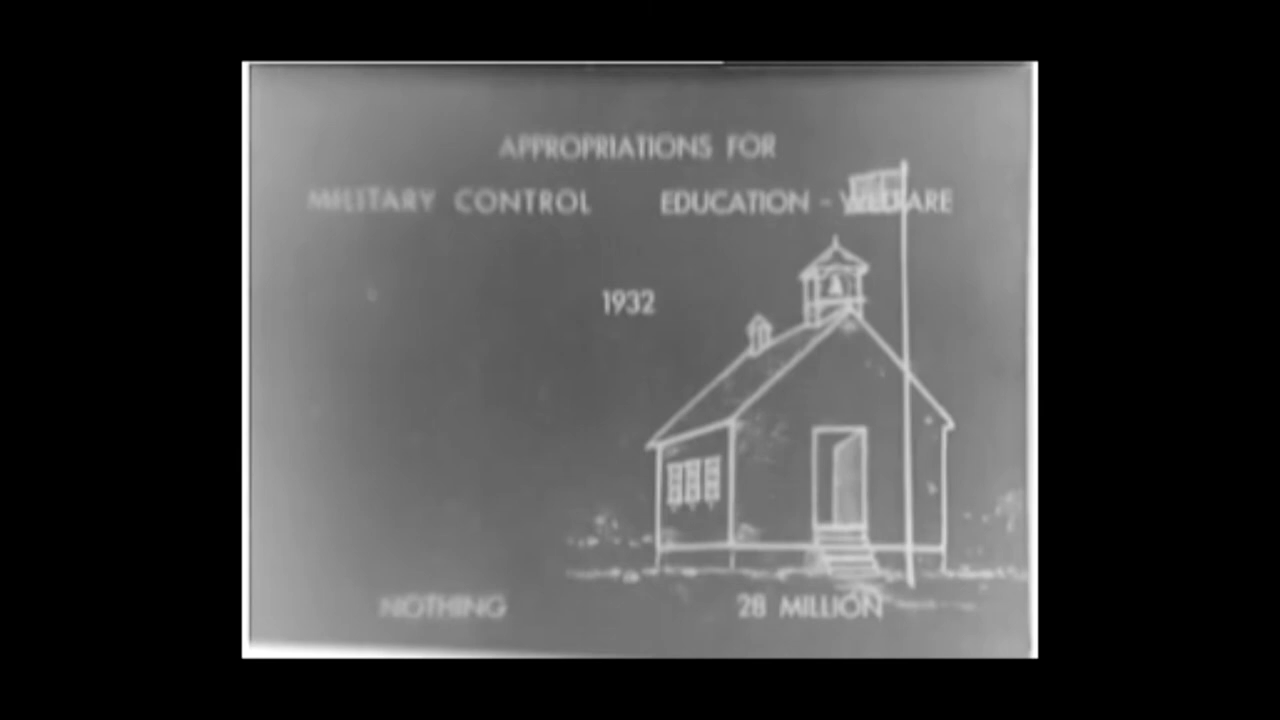 APPROPRIATIONS FOR
MILITARY CONTROL EDUCATION - WELFARE
1932
NOTHING 28 MILLION